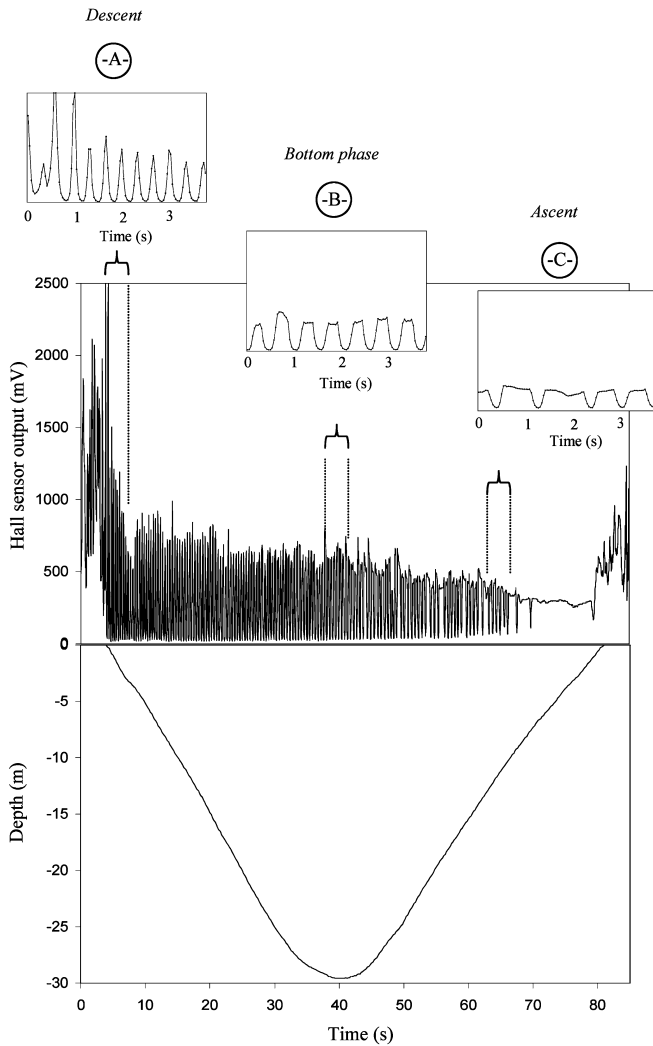 Descent
-A-
0 1 2 3
Time (s)
Bottom phase
-B-
0 1 2 3
Time (s)
Ascent
-C-
0 1 2 3
Time (s)
Hall sensor output (mV)
2500
2000
1500
1000
500
0
Depth (m)
-5
-10
-15
-20
-25
-30
0 10 20 30 40 50 60 70 80
Time (s)